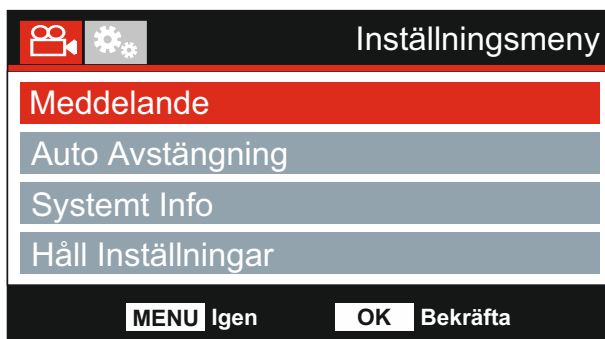 Inställningsmeny
Meddelande
Auto Avstängning
Systemt Info
Håll Inställningar
MENU Igen OK Bekräfta